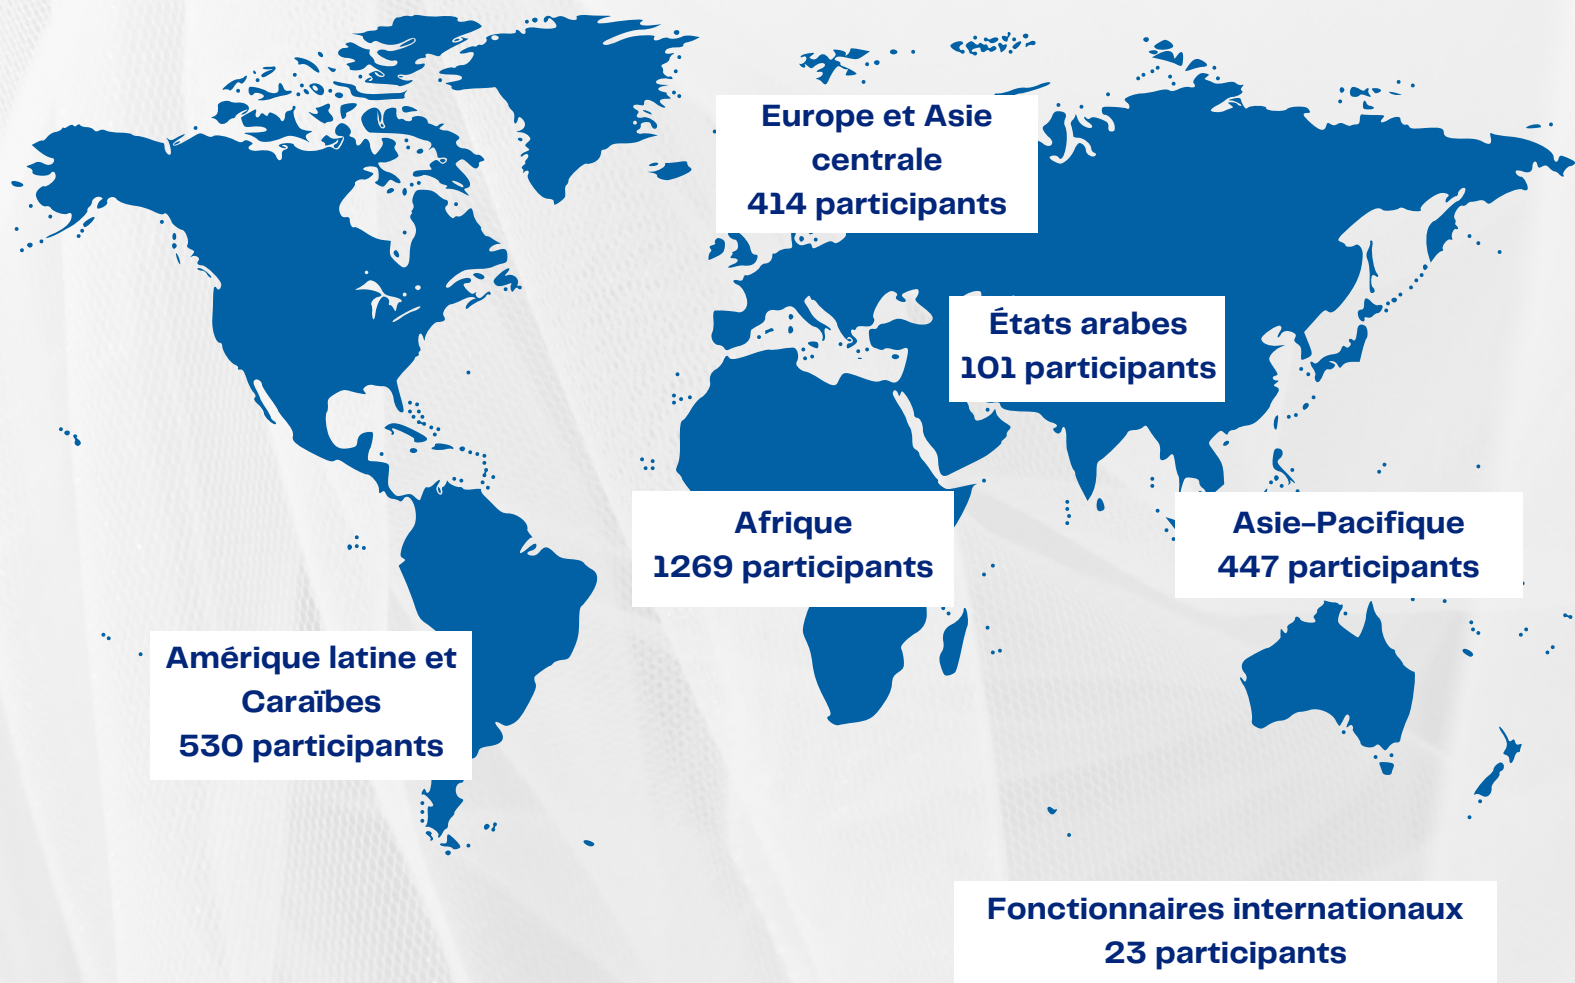 Europe et Asie
centrale
414 participants
États arabes
101 participants
Afrique
1269 participants
Asie-Pacifique
447 participants
Amérique latine et
Caraïbes
530 participants
Fonctionnaires internationaux
23 participants